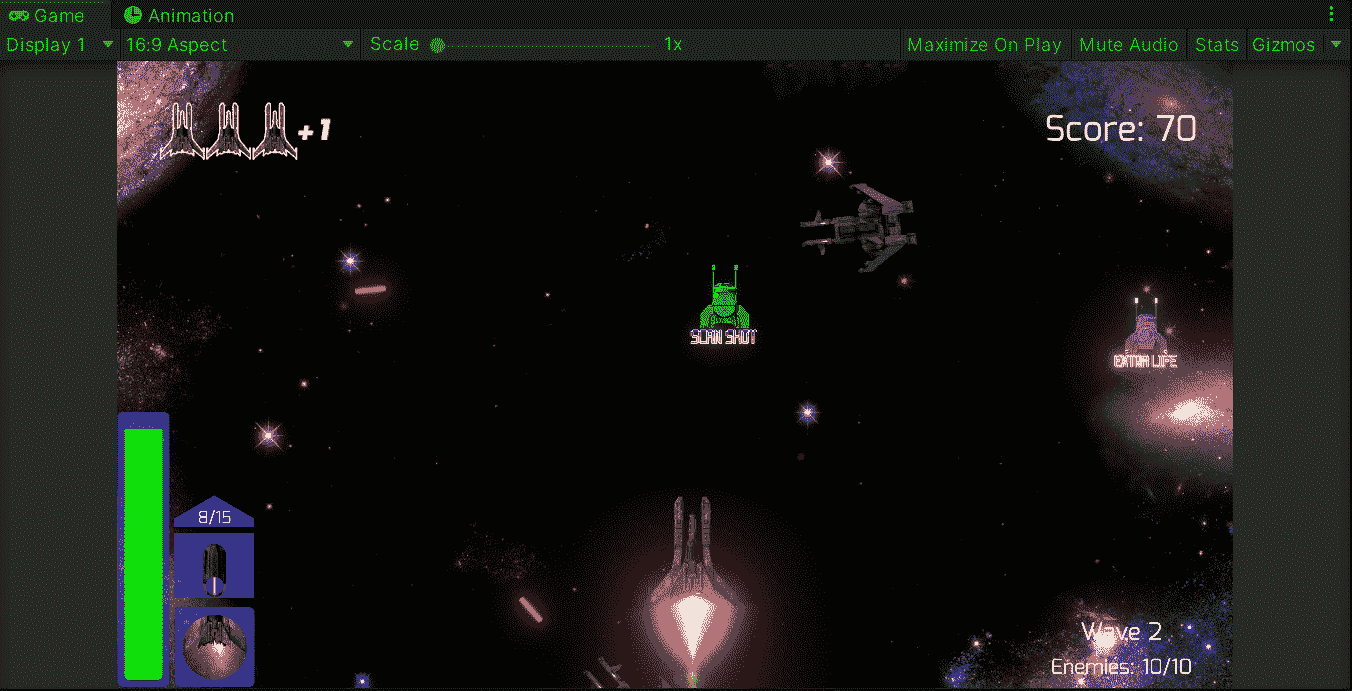 Game
Animation
Display 1
16:9 Aspect
Scale
1x
Maximize On Play
Mute Audio
Stats
Gizmos
+1
Score: 70
SCAN SHOT
EXTRA LIFE
8/15
Wave 2
Enemies: 10/10